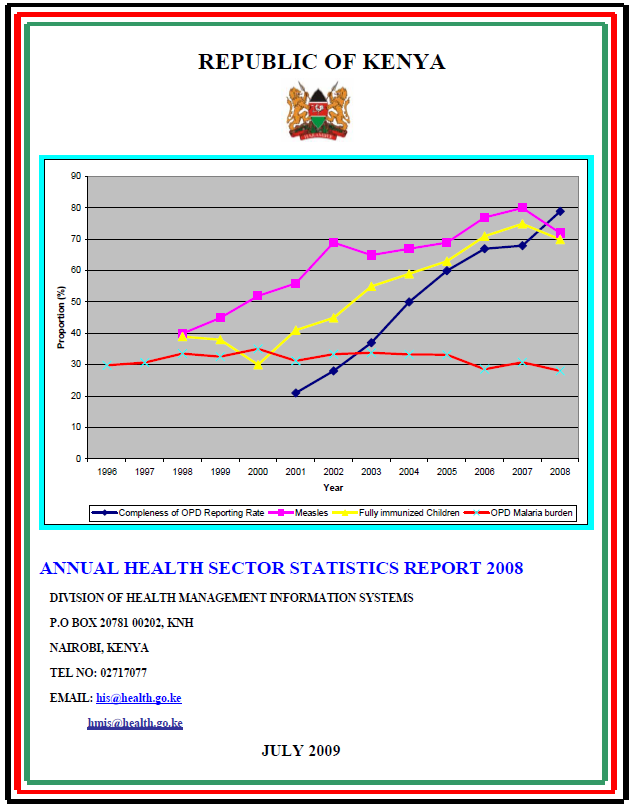 REPUBLIC OF KENYA
HARAMBEE
90
80
70
60
50
40
30
20
10
0
Proportion (%)
1996 1997 1998 1999 2000 2001 2002 2003 2004 2005 2006 2007 2008
Year
Compleness of OPD Reporting Rate Measles Fully immunized Children OPD Malaria burden
ANNUAL HEALTH SECTOR STATISTICS REPORT 2008
DIVISION OF HEALTH MANAGEMENT INFORMATION SYSTEMS
P.O BOX 20781 00202, KNH
NAIROBI, KENYA
TEL NO: 02717077
EMAIL: his@health.go.ke
hmis@health.go.ke
JULY 2009